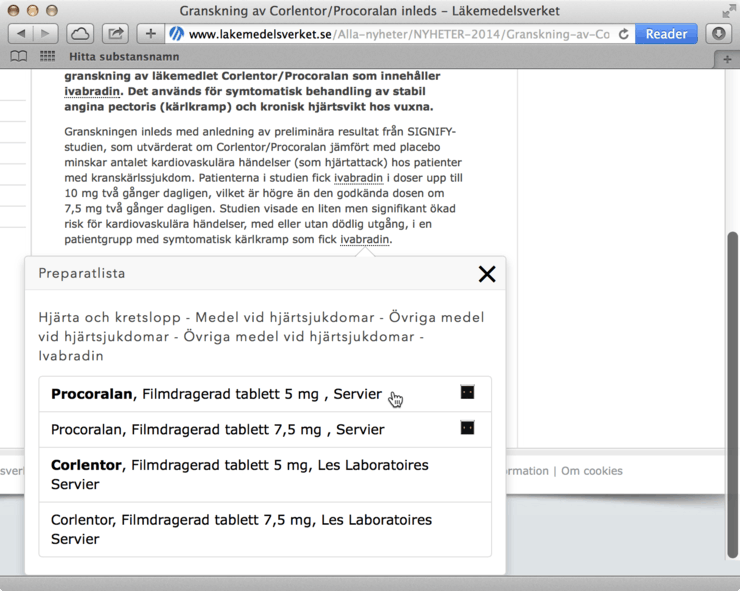 Granskning av Corlentor/Procoralan inleds – Läkemedelsverket
www.lakemedelsverket.se/Alla-nyheter/NYHETER-2014/Granskning-av-Co
Reader
Hitta substansnamn
granskning av läkemedlet Corlentor/Procoralan som innehåller
ivabradin. Det används för symtomatisk behandling av stabil
angina pectoris (kärlkramp) och kronisk hjärtsvikt hos vuxna.
Granskningen inleds med anledning av preliminära resultat från SIGNIFY-
studien, som utvärderat om Corlentor/Procoralan jämfört med placebo
minskar antalet kardiovaskulära händelser (som hjärtattack) hos patienter
med kranskärlssjukdom. Patienterna i studien fick ivabradin i doser upp till
10 mg två gånger dagligen, vilket är högre än den godkända dosen om
7,5 mg två gånger dagligen. Studien visade en liten men signifikant ökad
risk för kardiovaskulära händelser, med eller utan dödlig utgång, i en
patientgrupp med symtomatisk kärlkramp som fick ivabradin.
Preparatlista
Hjärta och kretslopp - Medel vid hjärtsjukdomar - Övriga medel
vid hjärtsjukdomar - Övriga medel vid hjärtsjukdomar -
Ivabradin
Procoralan, Filmdragerad tablett 5 mg , Servier
Procoralan, Filmdragerad tablett 7,5 mg , Servier
Corlentor, Filmdragerad tablett 5 mg, Les Laboratoires
Servier
Corlentor, Filmdragerad tablett 7,5 mg, Les Laboratoires
Servier
sver
rmation | Om cookies